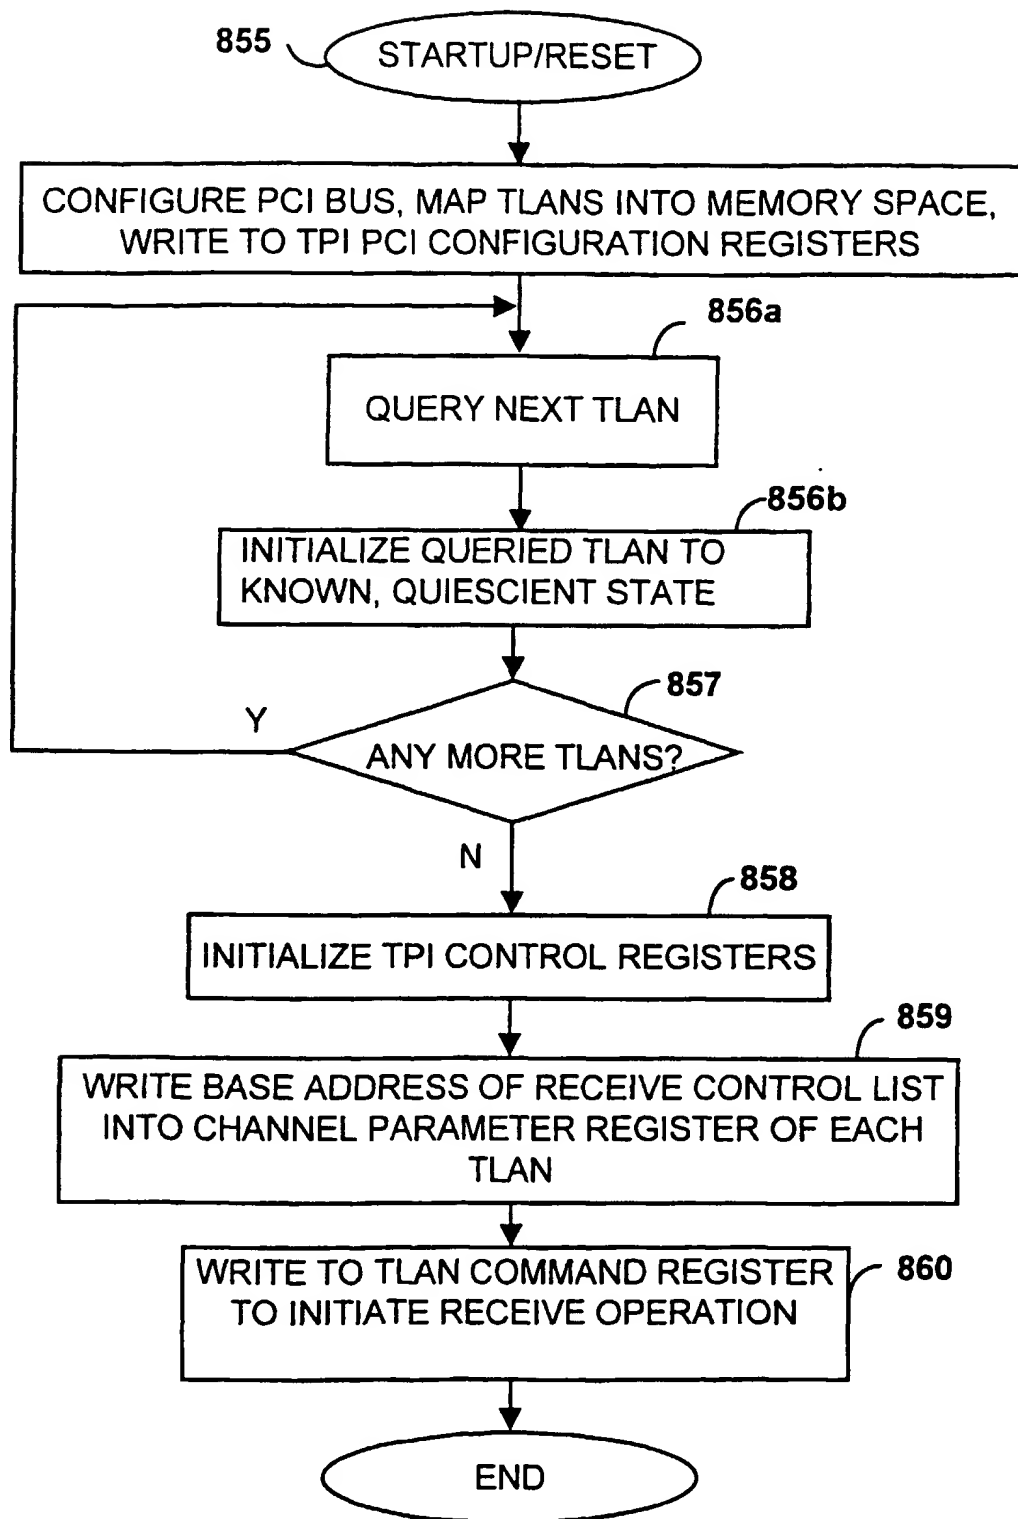 855
STARTUP/RESET
CONFIGURE PCI BUS, MAP TLANS INTO MEMORY SPACE,
WRITE TO TPI PCI CONFIGURATION REGISTERS
856a
QUERY NEXT TLAN
856b
INITIALIZE QUERIED TLAN TO
KNOWN, QUIESCIENT STATE
857
Y
ANY MORE TLANS?
N
858
INITIALIZE TPI CONTROL REGISTERS
859
WRITE BASE ADDRESS OF RECEIVE CONTROL LIST
INTO CHANNEL PARAMETER REGISTER OF EACH
TLAN
WRITE TO TLAN COMMAND REGISTER
TO INITIATE RECEIVE OPERATION
860
END